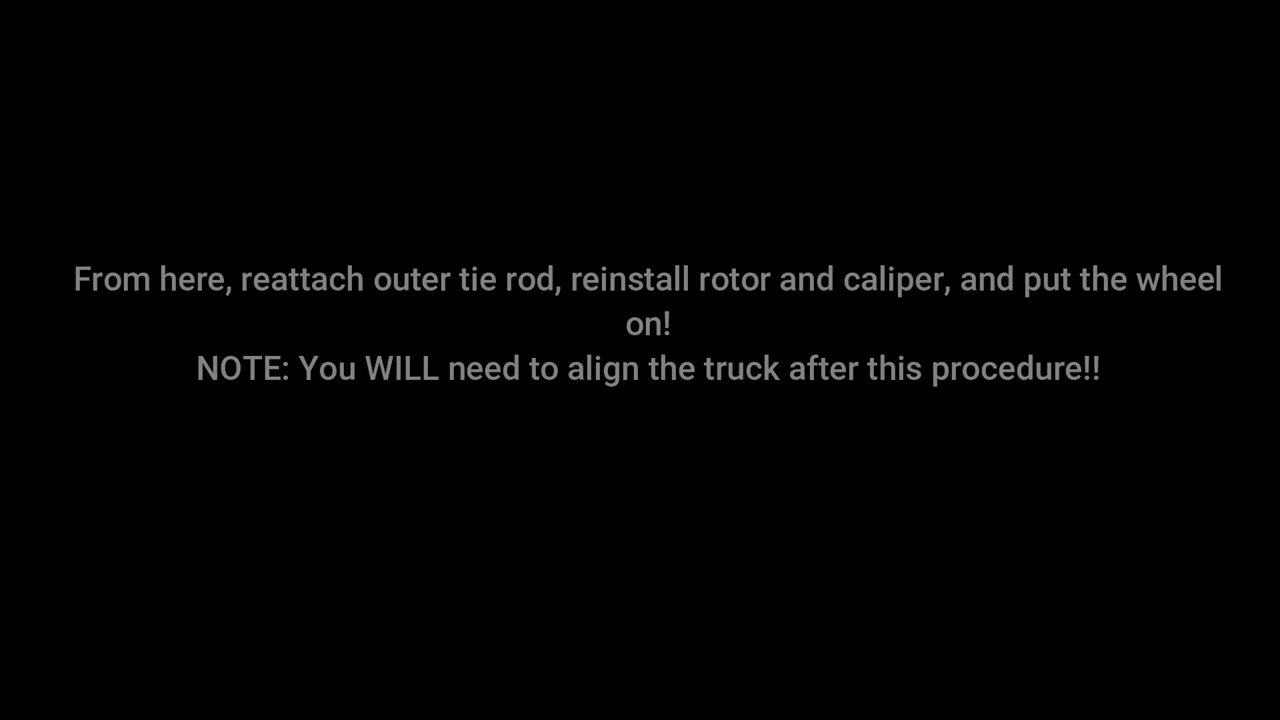 From here, reattach outer tie rod, reinstall rotor and caliper, and put the wheel
on!
NOTE: You WILL need to align the truck after this procedure!!